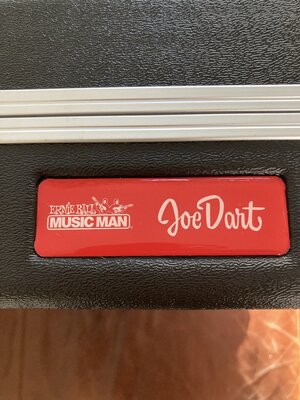 ERNIE BALL
MUSIC MAN
Joe Dart